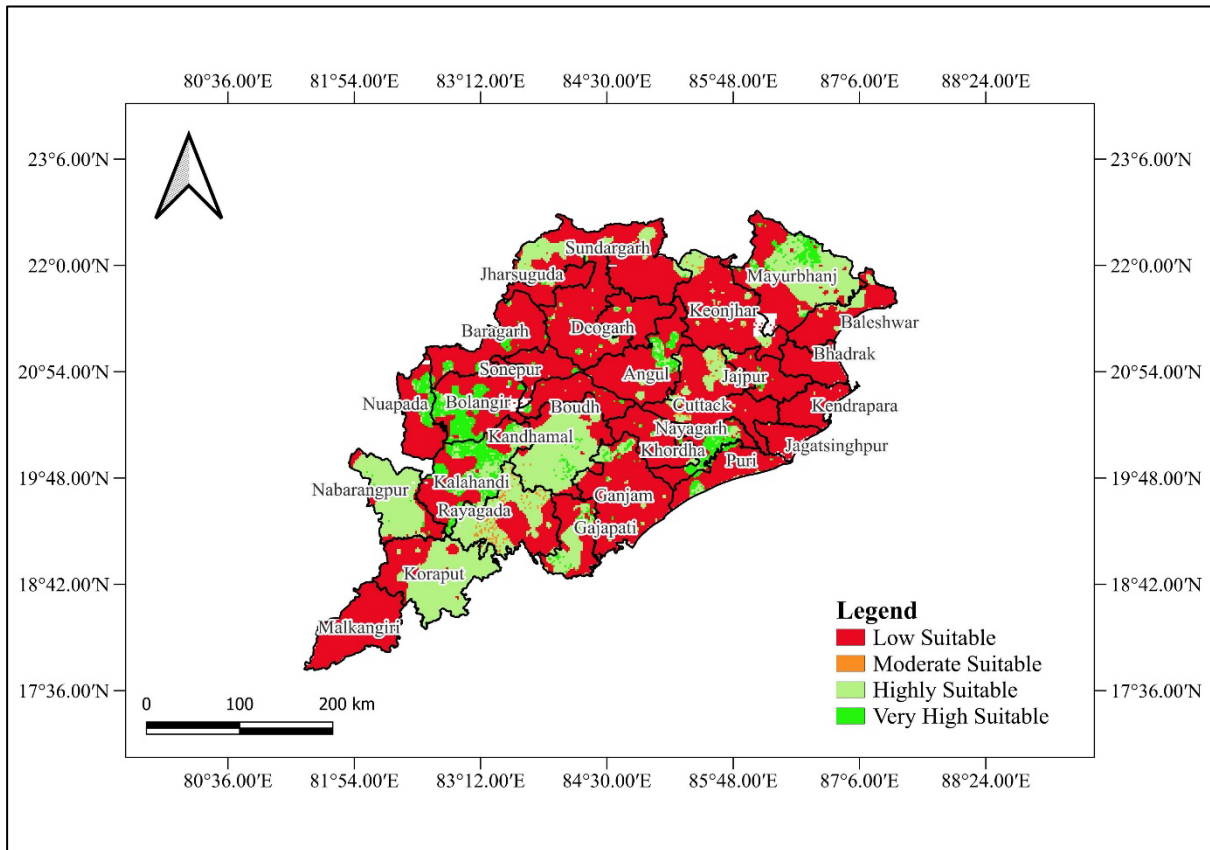 80°36.00'E 81°54.00'E 83°12.00'E 84°30.00'E 85°48.00'E 87°6.00'E 88°24.00'E
23°6.00'N 23°6.00'N
Sundargarh
22°0.00'N 22°0.00'N
Jharsuguda Mayurbhanj
Keonjhar
Baragarh Deogarh Baleshwar
Bhadrak
20°54.00'N Sonepur Angul Jajpur 20°54.00'N
Nuapada Bolangir Boudh Cuttack Kendrapara
Kandhamal Nayagarh
Khordha Puri Jagatsinghpur
19°48.00'N Kalahandi 19°48.00'N
Nabarangpur Ganjam
Rayagada
Gajapati
Koraput
18°42.00'N 18°42.00'N
Legend
Malkangiri Low Suitable
Moderate Suitable
17°36.00'N Highly Suitable 17°36.00'N
0 100 200 km
Very High Suitable
80°36.00'E 81°54.00'E 83°12.00'E 84°30.00'E 85°48.00'E 87°6.00'E 88°24.00'E